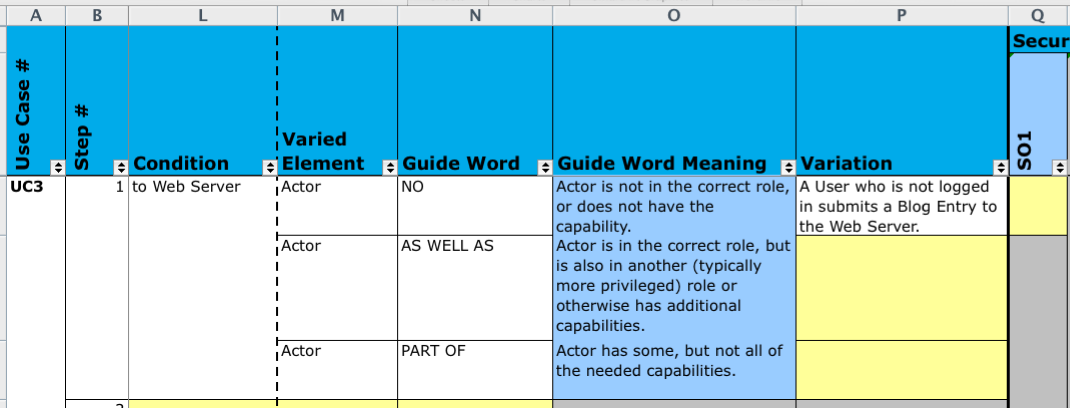 A B L M N O P Q
Secur
Use Case # Step # Condition Varied Element Guide Word Guide Word Meaning Variation SO1
UC3 1 to Web Server Actor NO Actor is not in the correct role, A User who is not logged
or does not have the in submits a Blog Entry to
capability. the Web Server.
Actor AS WELL AS Actor is in the correct role, but
is also in another (typically
more privileged) role or
otherwise has additional
capabilities.
Actor PART OF Actor has some, but not all of
the needed capabilities.